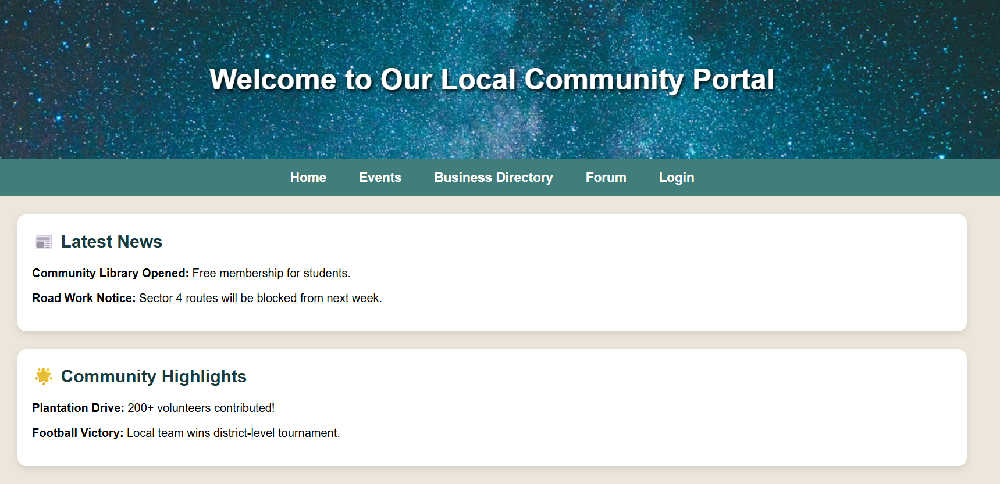 Welcome to Our Local Community Portal
Home Events Business Directory Forum Login
Latest News
Community Library Opened: Free membership for students.
Road Work Notice: Sector 4 routes will be blocked from next week.
Community Highlights
Plantation Drive: 200+ volunteers contributed!
Football Victory: Local team wins district-level tournament.